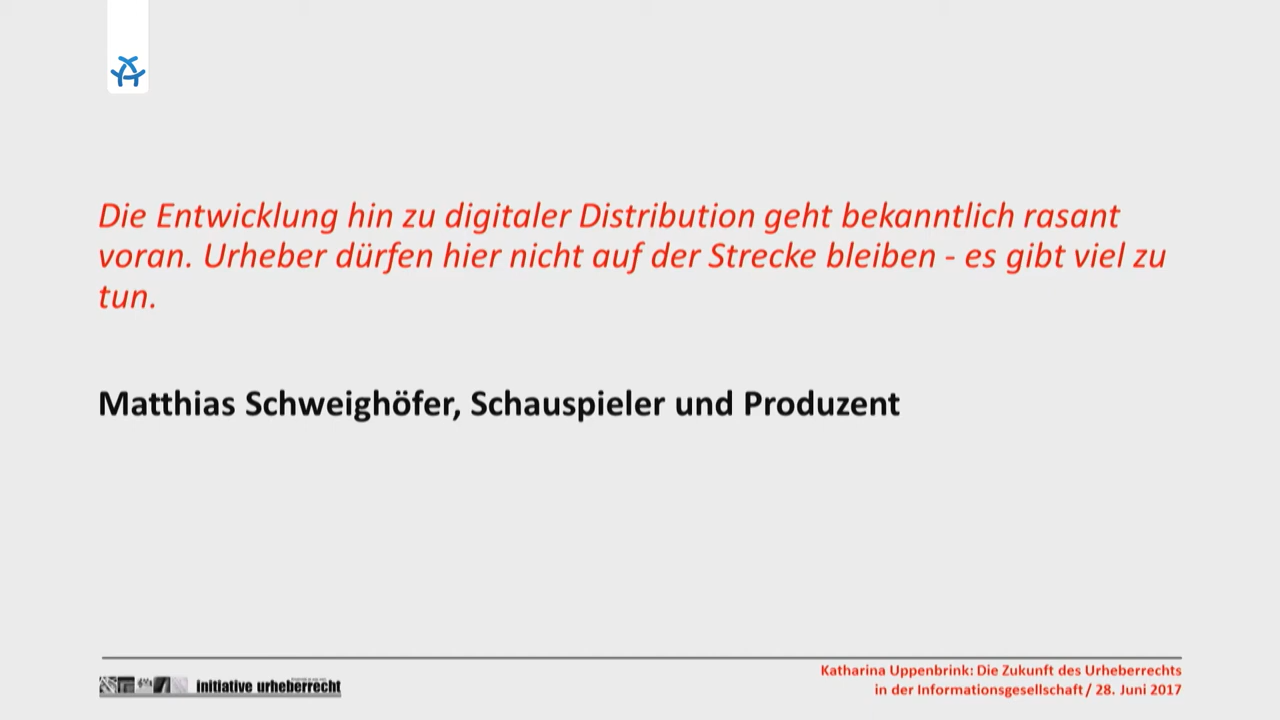 Die Entwicklung hin zu digitaler Distribution geht bekanntlich rasant
voran. Urheber dürfen hier nicht auf der Strecke bleiben - es gibt viel zu
tun.
Matthias Schweighöfer, Schauspieler und Produzent
initiative urheberrecht
Katharina Uppenbrink: Die Zukunft des Urheberrechts
in der Informationsgesellschaft / 28. Juni 2017